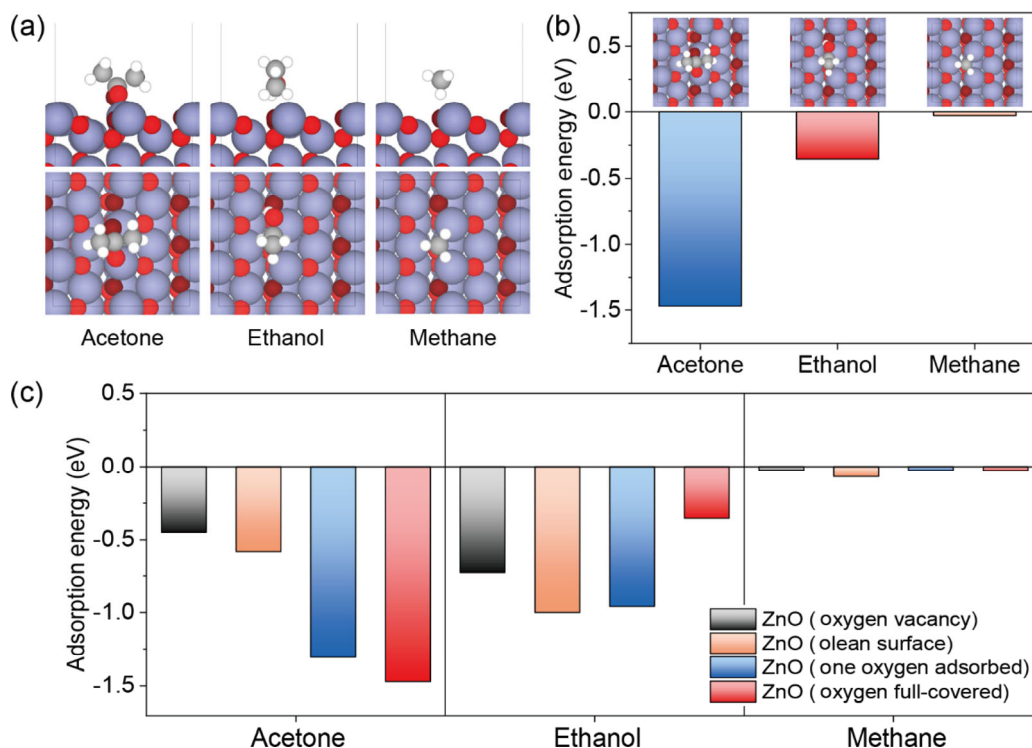 (a)
Acetone Ethanol Methane
(b)
Adsorption energy (eV)
0.5
0.0
-0.5
-1.0
-1.5
Acetone Ethanol Methane
(c)
Adsorption energy (eV)
0.5
0.0
-0.5
-1.0
-1.5
ZnO ( oxygen vacancy)
ZnO ( olean surface)
ZnO ( one oxygen adsorbed)
ZnO ( oxygen full-covered)
Acetone Ethanol Methane